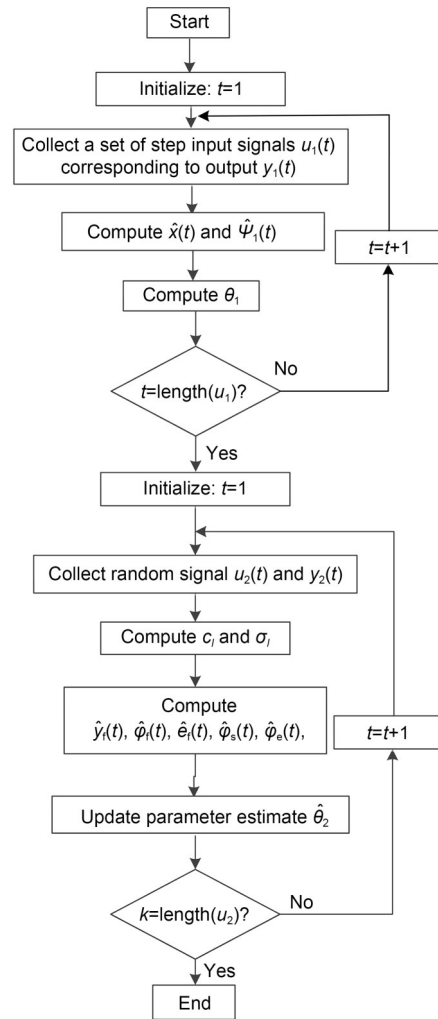 Start
Initialize: t=1
Collect a set of step input signals u₁(t)
corresponding to output y₁(t)
Compute x̂(t) and Ψ̂₁(t)
t=t+1
Compute θ₁
No
t=length(u₁)?
Yes
Initialize: t=1
Collect random signal u₂(t) and y₂(t)
Compute cₗ and σₗ
Compute
ŷf(t), φ̂f(t), êf(t), φ̂s(t), φ̂e(t),
t=t+1
Update parameter estimate θ̂₂
No
k=length(u₂)?
Yes
End